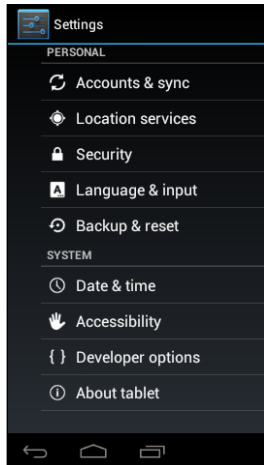 Settings
PERSONAL
Accounts & sync
Location services
Security
A
Language & input
Backup & reset
SYSTEM
Date & time
Accessibility
{ } Developer options
About tablet